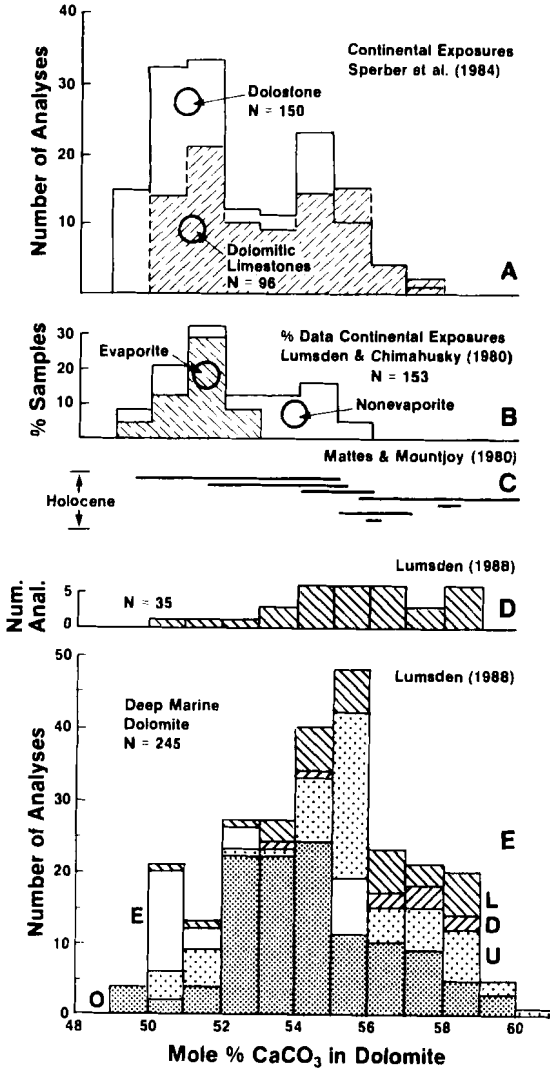 40
30
20
10
Number of Analyses
Continental Exposures
Sperber et al. (1984)
Dolostone
N = 150
Dolomitic
Limestones
N = 96
A
30
20
10
% Samples
Evaporite
% Data Continental Exposures
Lumsden & Chimahusky (1980)
N = 153
Nonevaporite
B
Mattes & Mountjoy (1980)
Holocene
C
Lumsden (1988)
Num.
Anal.
5
0
N = 35
D
50
40
30
20
10
0
Number of Analyses
Lumsden (1988)
Deep Marine
Dolomite
N = 245
E
E
L
D
U
O
48
50
52
54
56
58
60
Mole % CaCO₃ in Dolomite